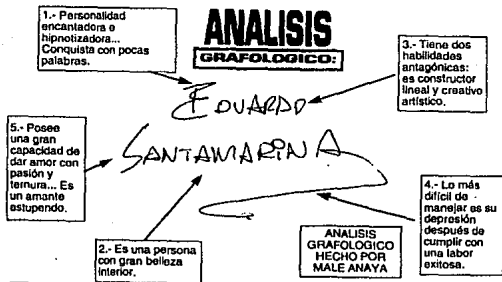 ANALISIS
GRAFOLOGICO:
1.- Personalidad
encantadora e
hipnotizadora...
Conquista con pocas
palabras.
EDUARDO
SANTAMARINA
3.- Tiene dos
habilidades
antagónicas:
es constructor
lineal y creativo
artístico.
5.- Posee
una gran
capacidad de
dar amor con
pasión y
ternura... Es
un amante
estupendo.
2.- Es una persona
con gran belleza
interior.
4.- Lo más
difícil de
manejar es su
depresión
después de
cumplir con
una labor
exitosa.
ANALISIS
GRAFOLOGICO
HECHO POR
MALE ANAYA